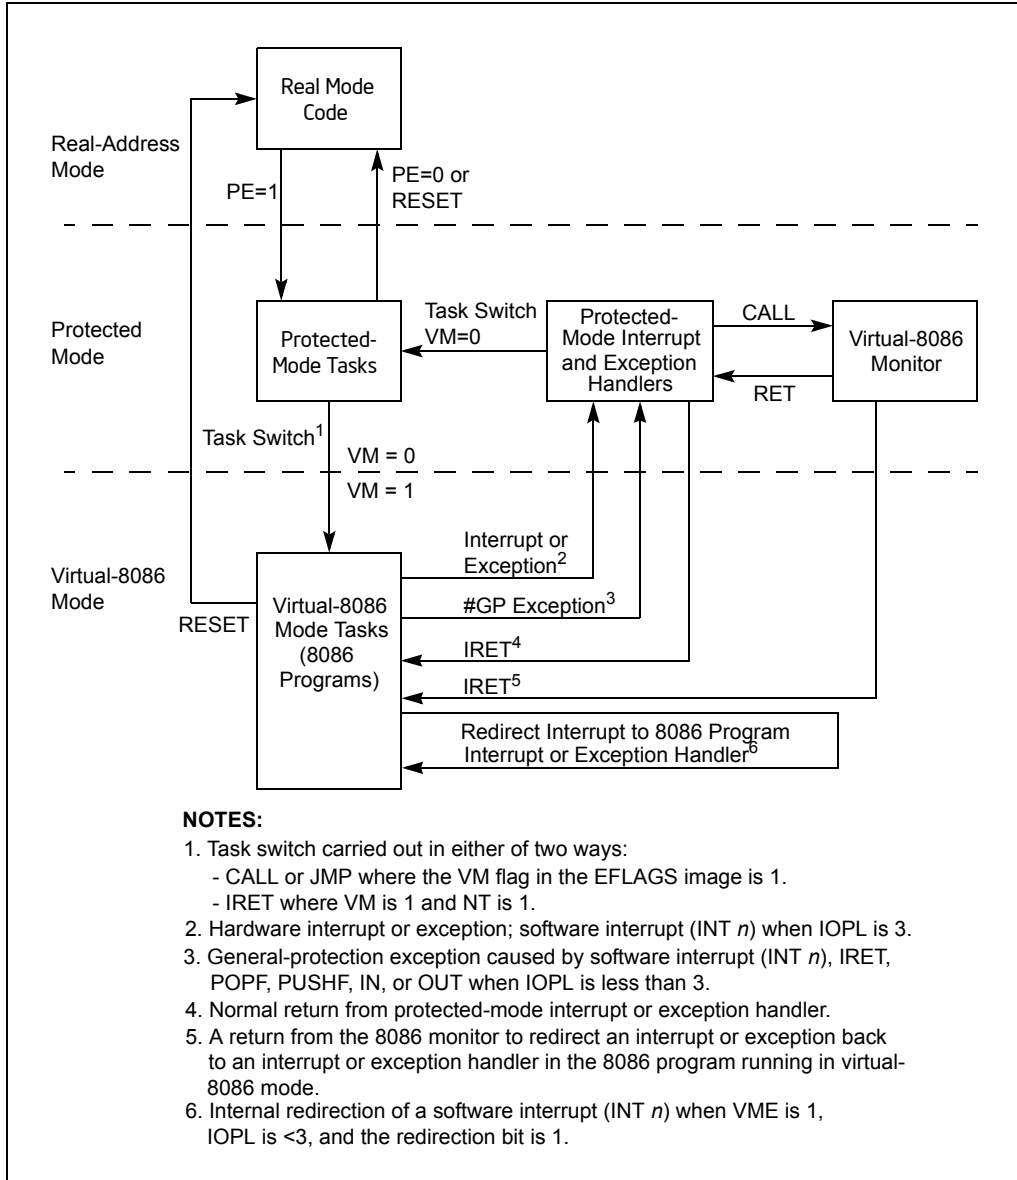 Real Mode
Code
Real-Address
Mode
PE=1
PE=0 or
RESET
Protected
Mode
Protected-
Mode Tasks
Task Switch
VM=0
Protected-
Mode Interrupt
and Exception
Handlers
CALL
RET
Virtual-8086
Monitor
Task Switch1
VM = 0
VM = 1
Virtual-8086
Mode
RESET
Virtual-8086
Mode Tasks
(8086
Programs)
Interrupt or
Exception2
#GP Exception3
IRET4
IRET5
Redirect Interrupt to 8086 Program
Interrupt or Exception Handler6
NOTES:
1. Task switch carried out in either of two ways:
- CALL or JMP where the VM flag in the EFLAGS image is 1.
- IRET where VM is 1 and NT is 1.
2. Hardware interrupt or exception; software interrupt (INT n) when IOPL is 3.
3. General-protection exception caused by software interrupt (INT n), IRET,
POPF, PUSHF, IN, or OUT when IOPL is less than 3.
4. Normal return from protected-mode interrupt or exception handler.
5. A return from the 8086 monitor to redirect an interrupt or exception back
to an interrupt or exception handler in the 8086 program running in virtual-
8086 mode.
6. Internal redirection of a software interrupt (INT n) when VME is 1,
IOPL is <3, and the redirection bit is 1.